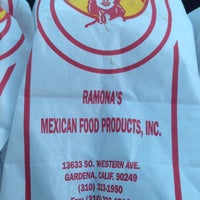 RAMONA'S
MEXICAN FOOD PRODUCTS, INC.
13633 SO. WESTERN AVE.
GARDENA, CALIF. 90249
(310) 323-1950